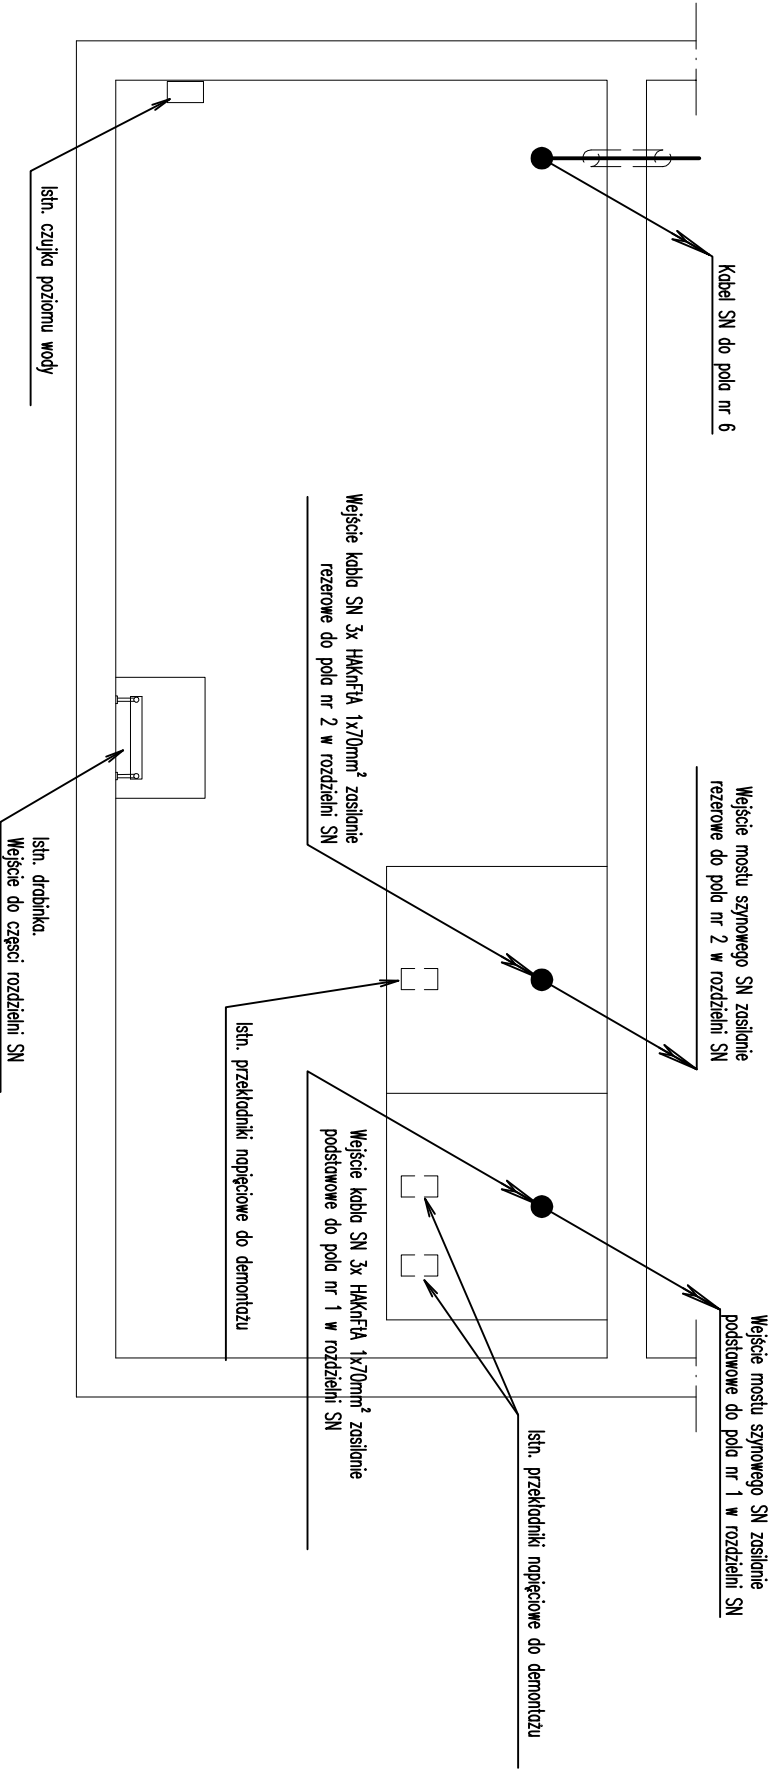 Kabel SN do pola nr 6
Istn. czujka poziomu wody
Wejście mostu szynowego SN zasilanie
rezerowe do pola nr 2 w rozdzielni SN
Wejście kabla SN 3x HAKnFtA 1x70mm² zasilanie
rezerowe do pola nr 2 w rozdzielni SN
Istn. drabinka.
Wejście do częsci rozdzielni SN
Wejście mostu szynowego SN zasilanie
podstawowe do pola nr 1 w rozdzielni SN
Wejście kabla SN 3x HAKnFtA 1x70mm² zasilanie
podstawowe do pola nr 1 w rozdzielni SN
Istn. przekładniki napięciowe do demontażu
Istn. przekładniki napięciowe do demontażu